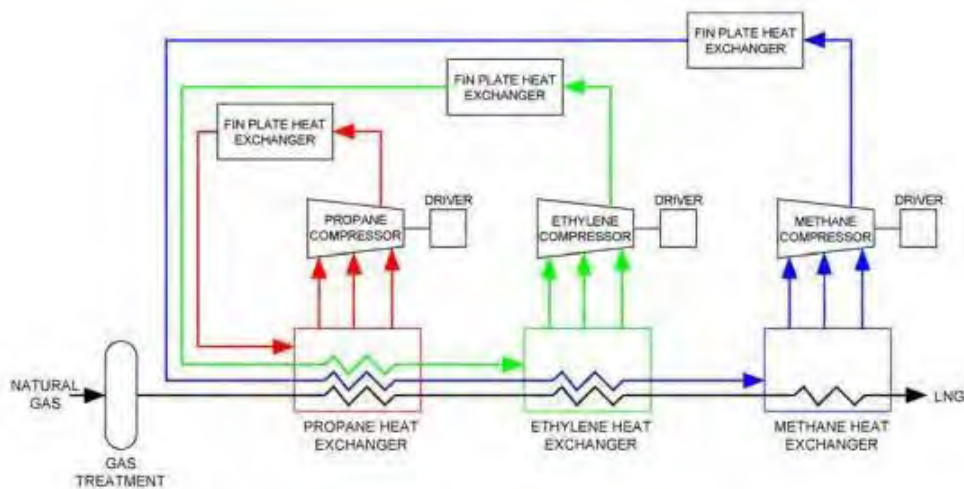 FIN PLATE HEAT
EXCHANGER
FIN PLATE HEAT
EXCHANGER
FIN PLATE HEAT
EXCHANGER
DRIVER
PROPANE
COMPRESSOR
DRIVER
ETHYLENE
COMPRESSOR
DRIVER
METHANE
COMPRESSOR
NATURAL
GAS
LNG
PROPANE HEAT
EXCHANGER
ETHYLENE HEAT
EXCHANGER
METHANE HEAT
EXCHANGER
GAS
TREATMENT